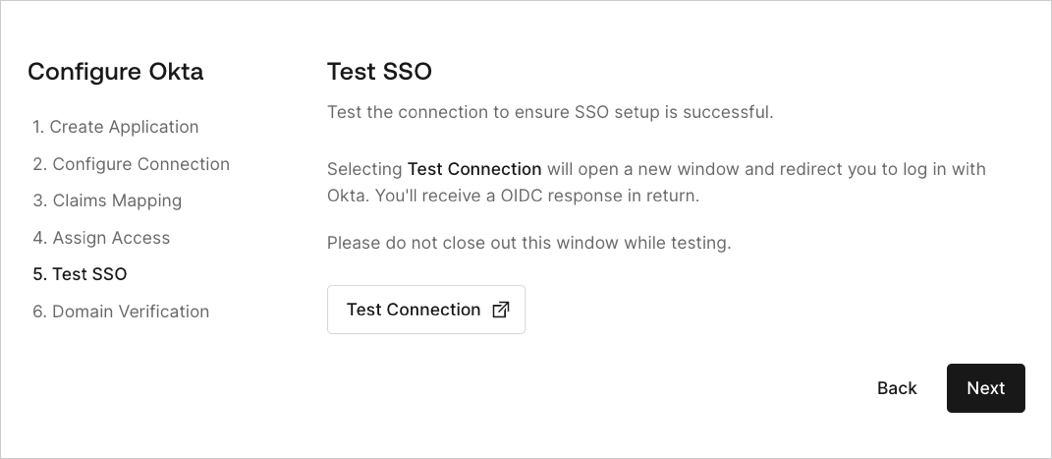 Configure Okta
1. Create Application
2. Configure Connection
3. Claims Mapping
4. Assign Access
5. Test SSO
6. Domain Verification
Test SSO
Test the connection to ensure SSO setup is successful.
Selecting Test Connection will open a new window and redirect you to log in with
Okta. You'll receive a OIDC response in return.
Please do not close out this window while testing.
Test Connection
Back
Next